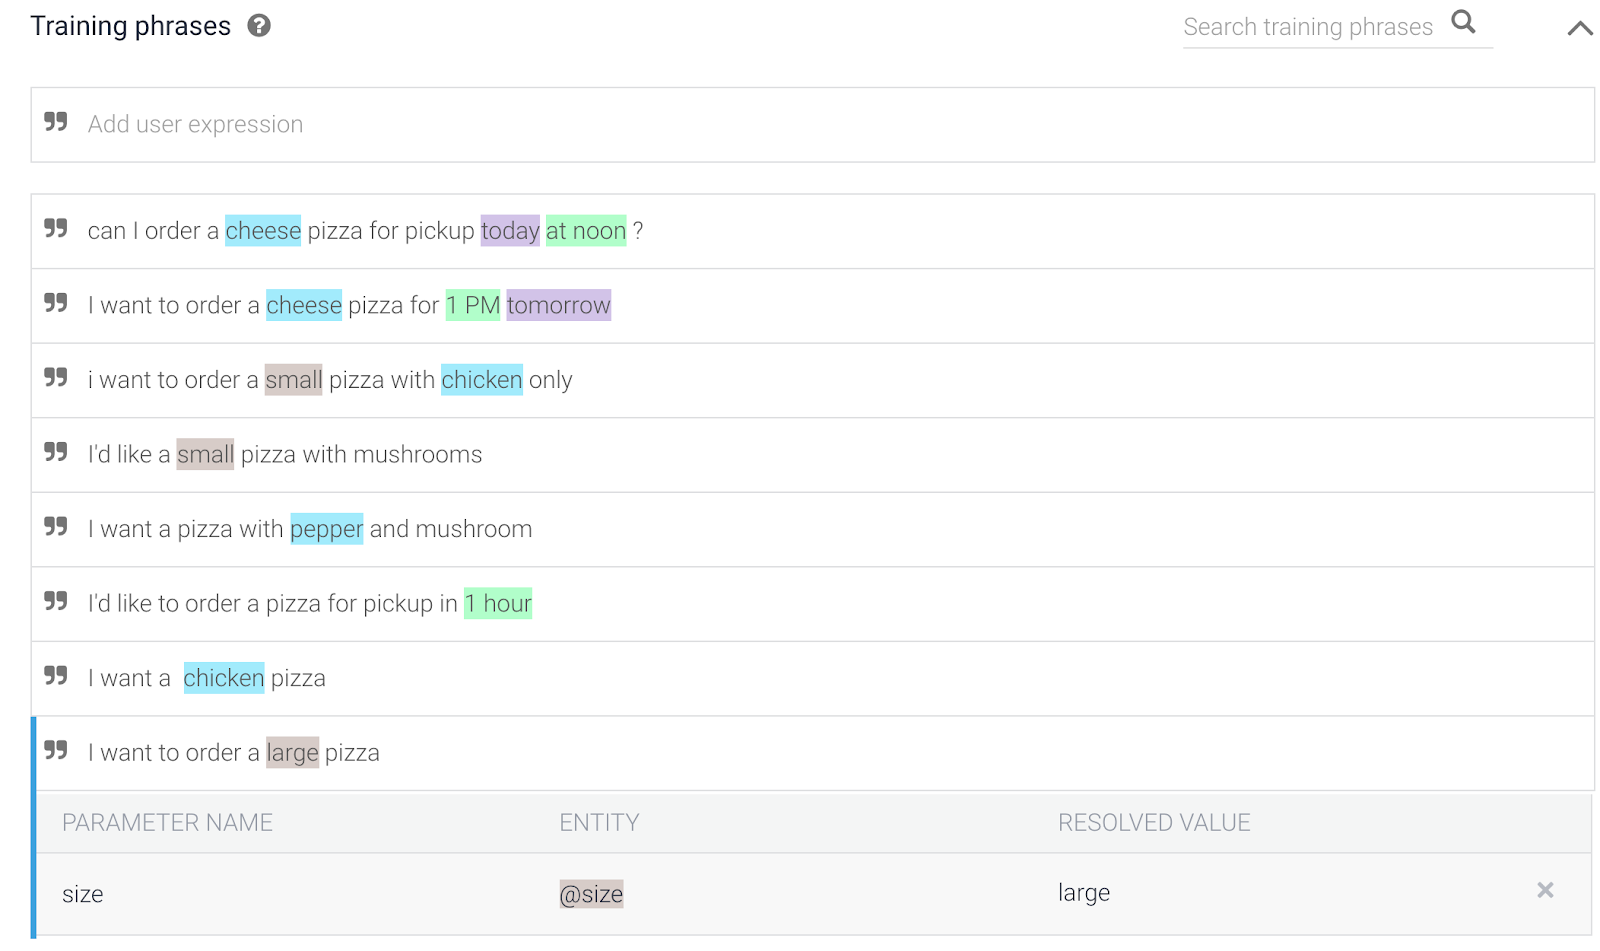 Training phrases ?
Search training phrases
Add user expression
can I order a cheese pizza for pickup today at noon ?
I want to order a cheese pizza for 1 PM tomorrow
i want to order a small pizza with chicken only
I'd like a small pizza with mushrooms
I want a pizza with pepper and mushroom
I'd like to order a pizza for pickup in 1 hour
I want a chicken pizza
I want to order a large pizza
PARAMETER NAME ENTITY RESOLVED VALUE
size @size large